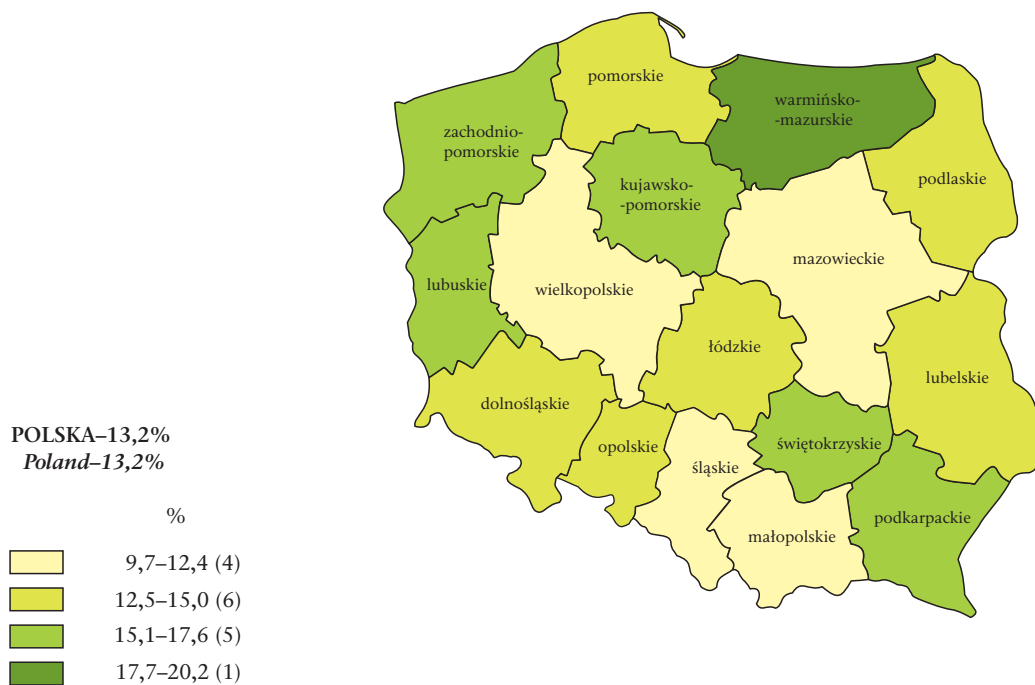 pomorskie
warmińsko-
-mazurskie
zachodnio-
pomorskie
podlaskie
kujawsko-
-pomorskie
mazowieckie
lubuskie
wielkopolskie
łódzkie
lubelskie
dolnośląskie
opolskie
świętokrzyskie
śląskie
podkarpackie
małopolskie
POLSKA–13,2%
Poland–13,2%
%
9,7–12,4 (4)
12,5–15,0 (6)
15,1–17,6 (5)
17,7–20,2 (1)